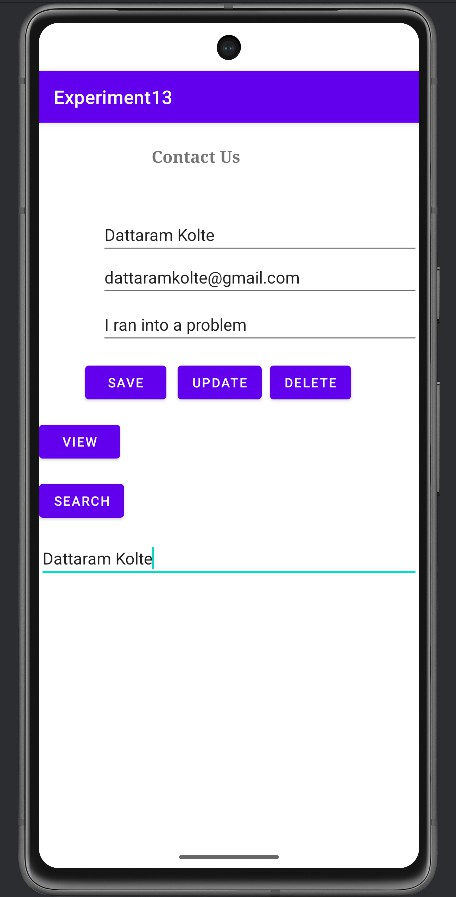 Experiment13
Contact Us
Dattaram Kolte
dattaramkolte@gmail.com
I ran into a problem
SAVE UPDATE DELETE
VIEW
SEARCH
Dattaram Kolte